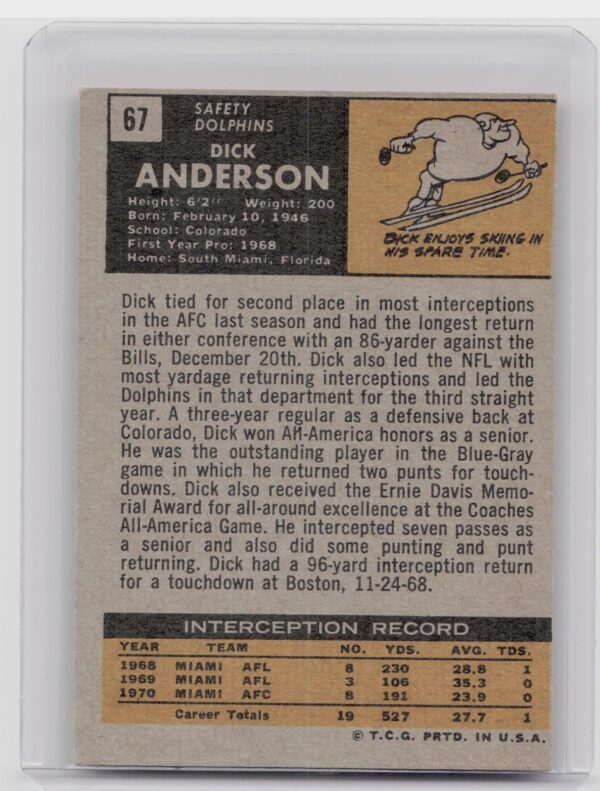 67
SAFETY
DOLPHINS
DICK
ANDERSON
Height: 6'2" Weight: 200
Born: February 10, 1946
School: Colorado
First Year Pro: 1968
Home: South Miami, Florida
DICK ENJOYS SKIING IN
HIS SPARE TIME.
Dick tied for second place in most interceptions
in the AFC last season and had the longest return
in either conference with an 86-yarder against the
Bills, December 20th. Dick also led the NFL with
most yardage returning interceptions and led the
Dolphins in that department for the third straight
year. A three-year regular as a defensive back at
Colorado, Dick won All-America honors as a senior.
He was the outstanding player in the Blue-Gray
game in which he returned two punts for touch-
downs. Dick also received the Ernie Davis Memo-
rial Award for all-around excellence at the Coaches
All-America Game. He intercepted seven passes as
a senior and also did some punting and punt
returning. Dick had a 96-yard interception return
for a touchdown at Boston, 11-24-68.
INTERCEPTION RECORD
YEAR TEAM NO. YDS. AVG. TDS.
1968 MIAMI AFL 8 230 28.8 1
1969 MIAMI AFL 3 106 35.3 0
1970 MIAMI AFC 8 191 23.9 0
Career Totals 19 527 27.7 1
© T.C.G. PRTD. IN U.S.A.